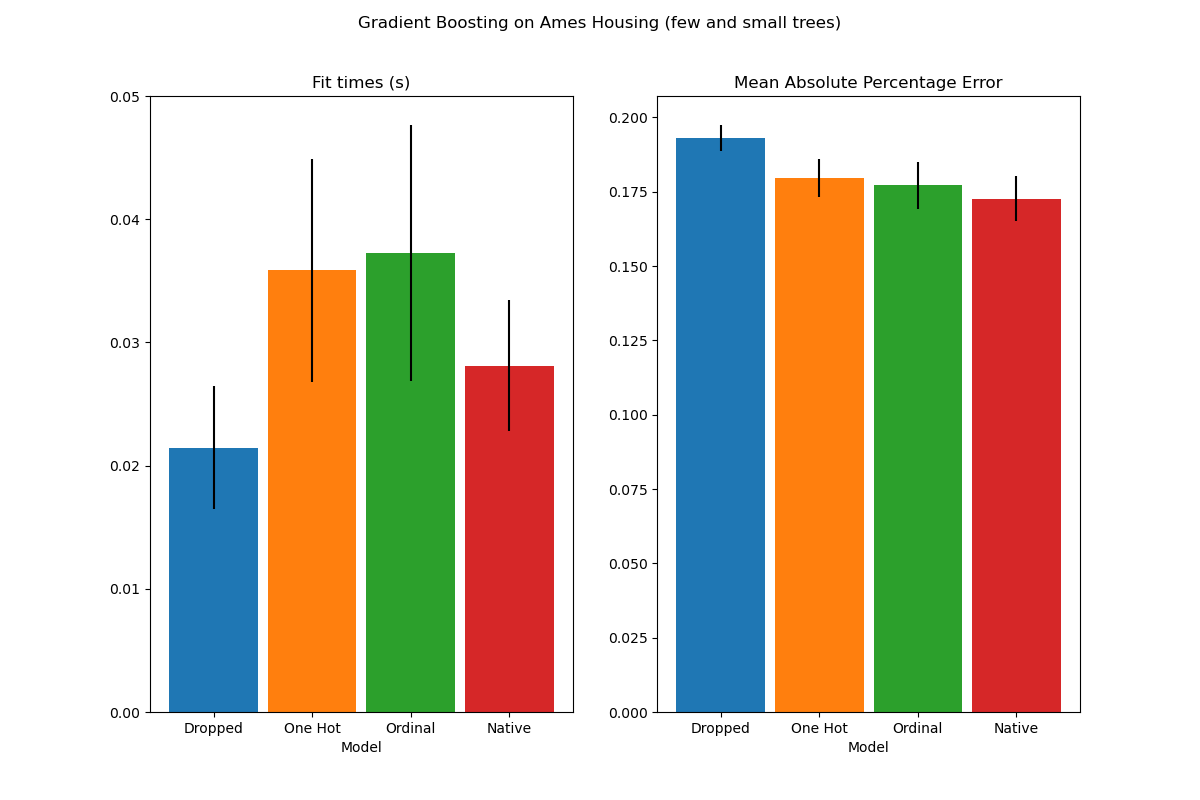 Gradient Boosting on Ames Housing (few and small trees)
Fit times (s)
0.05
0.04
0.03
0.02
0.01
0.00
Dropped One Hot Ordinal Native
Model
Mean Absolute Percentage Error
0.200
0.175
0.150
0.125
0.100
0.075
0.050
0.025
0.000
Dropped One Hot Ordinal Native
Model